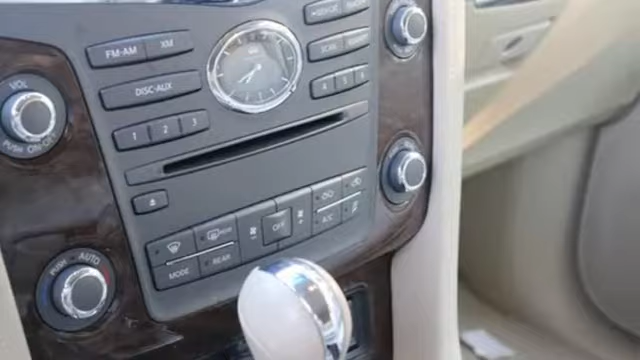 FM•AM XM
DISC•AUX
SCAN
VOL
PUSH ON•OFF
1 2 3
4 5 6
REAR
OFF
A/C
MODE REAR
PUSH AUTO